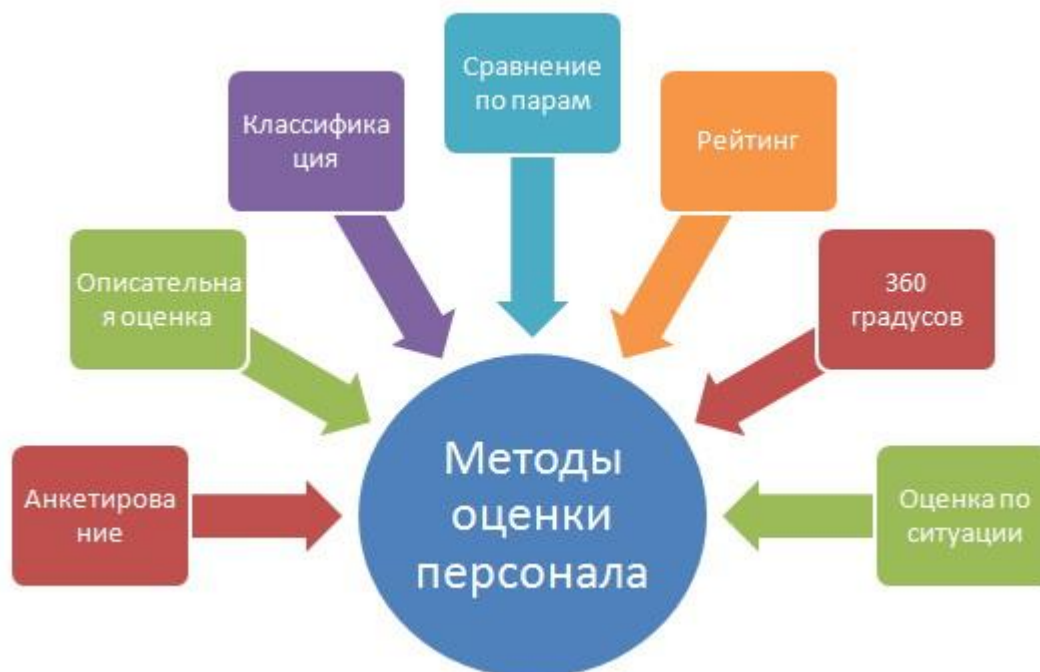 Сравнение
по парам
Классифика
ция
Рейтинг
Описательна
я оценка
360
градусов
Анкетирова
ние
Оценка по
ситуации
Методы
оценки
персонала